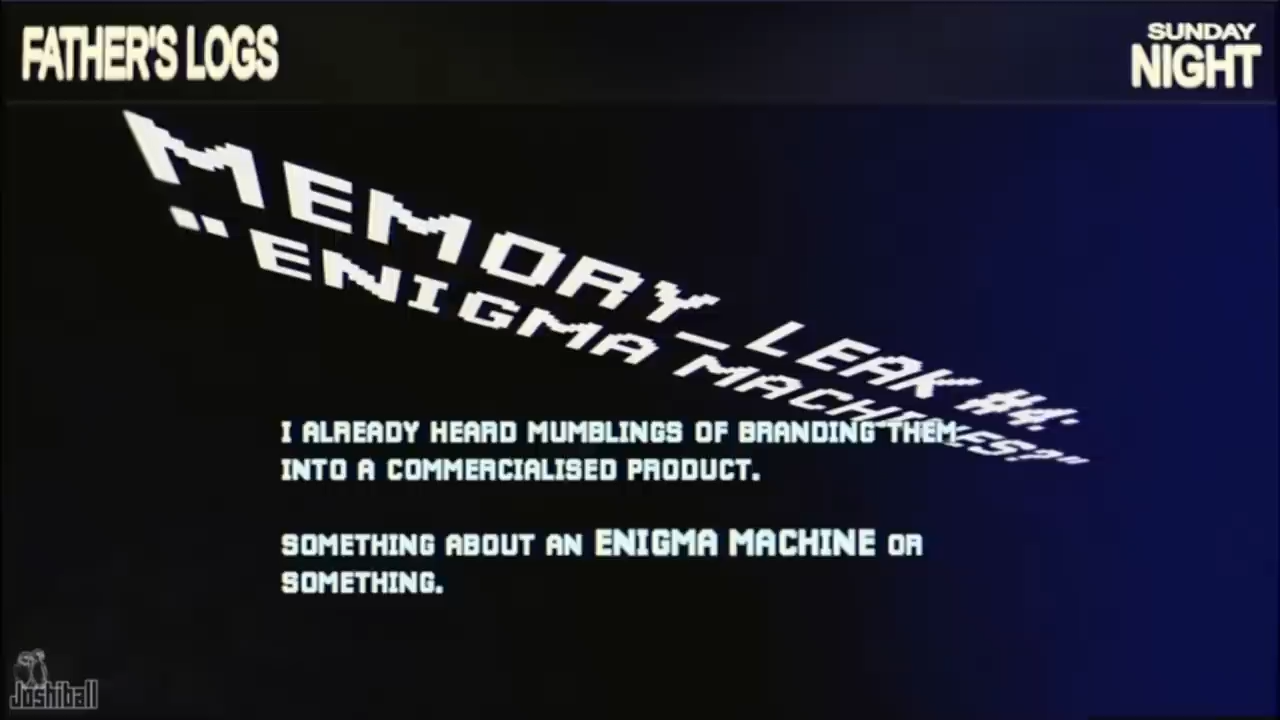 FATHER'S LOGS
SUNDAY
NIGHT
MEMORY_LEAK #4:
"ENIGMA MACHINES?"
I ALREADY HEARD MUMBLINGS OF BRANDING THEM
INTO A COMMERCIALISED PRODUCT.
SOMETHING ABOUT AN ENIGMA MACHINE OR
SOMETHING.
Joshiball